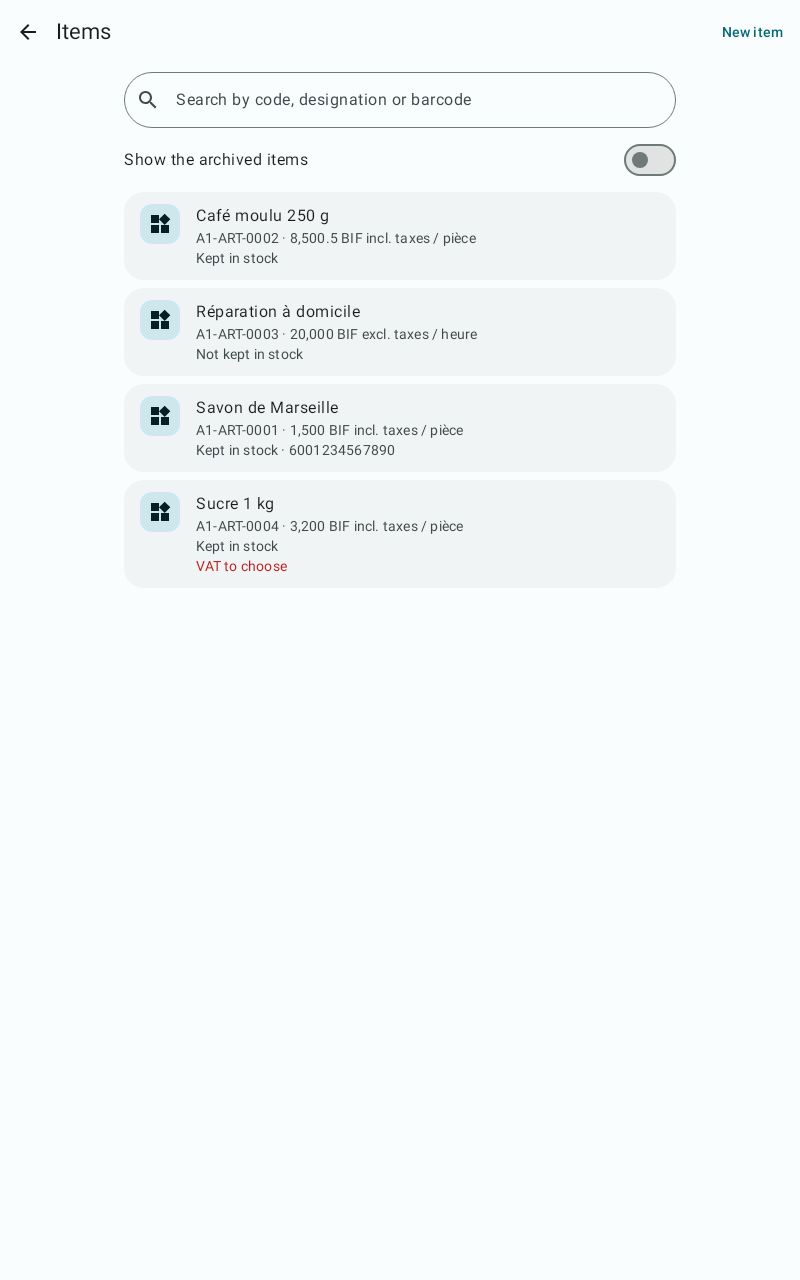 Items
New item
Search by code, designation or barcode
Show the archived items
Café moulu 250 g
A1-ART-0002 · 8,500.5 BIF incl. taxes / pièce
Kept in stock
Réparation à domicile
A1-ART-0003 · 20,000 BIF excl. taxes / heure
Not kept in stock
Savon de Marseille
A1-ART-0001 · 1,500 BIF incl. taxes / pièce
Kept in stock · 6001234567890
Sucre 1 kg
A1-ART-0004 · 3,200 BIF incl. taxes / pièce
Kept in stock
VAT to choose